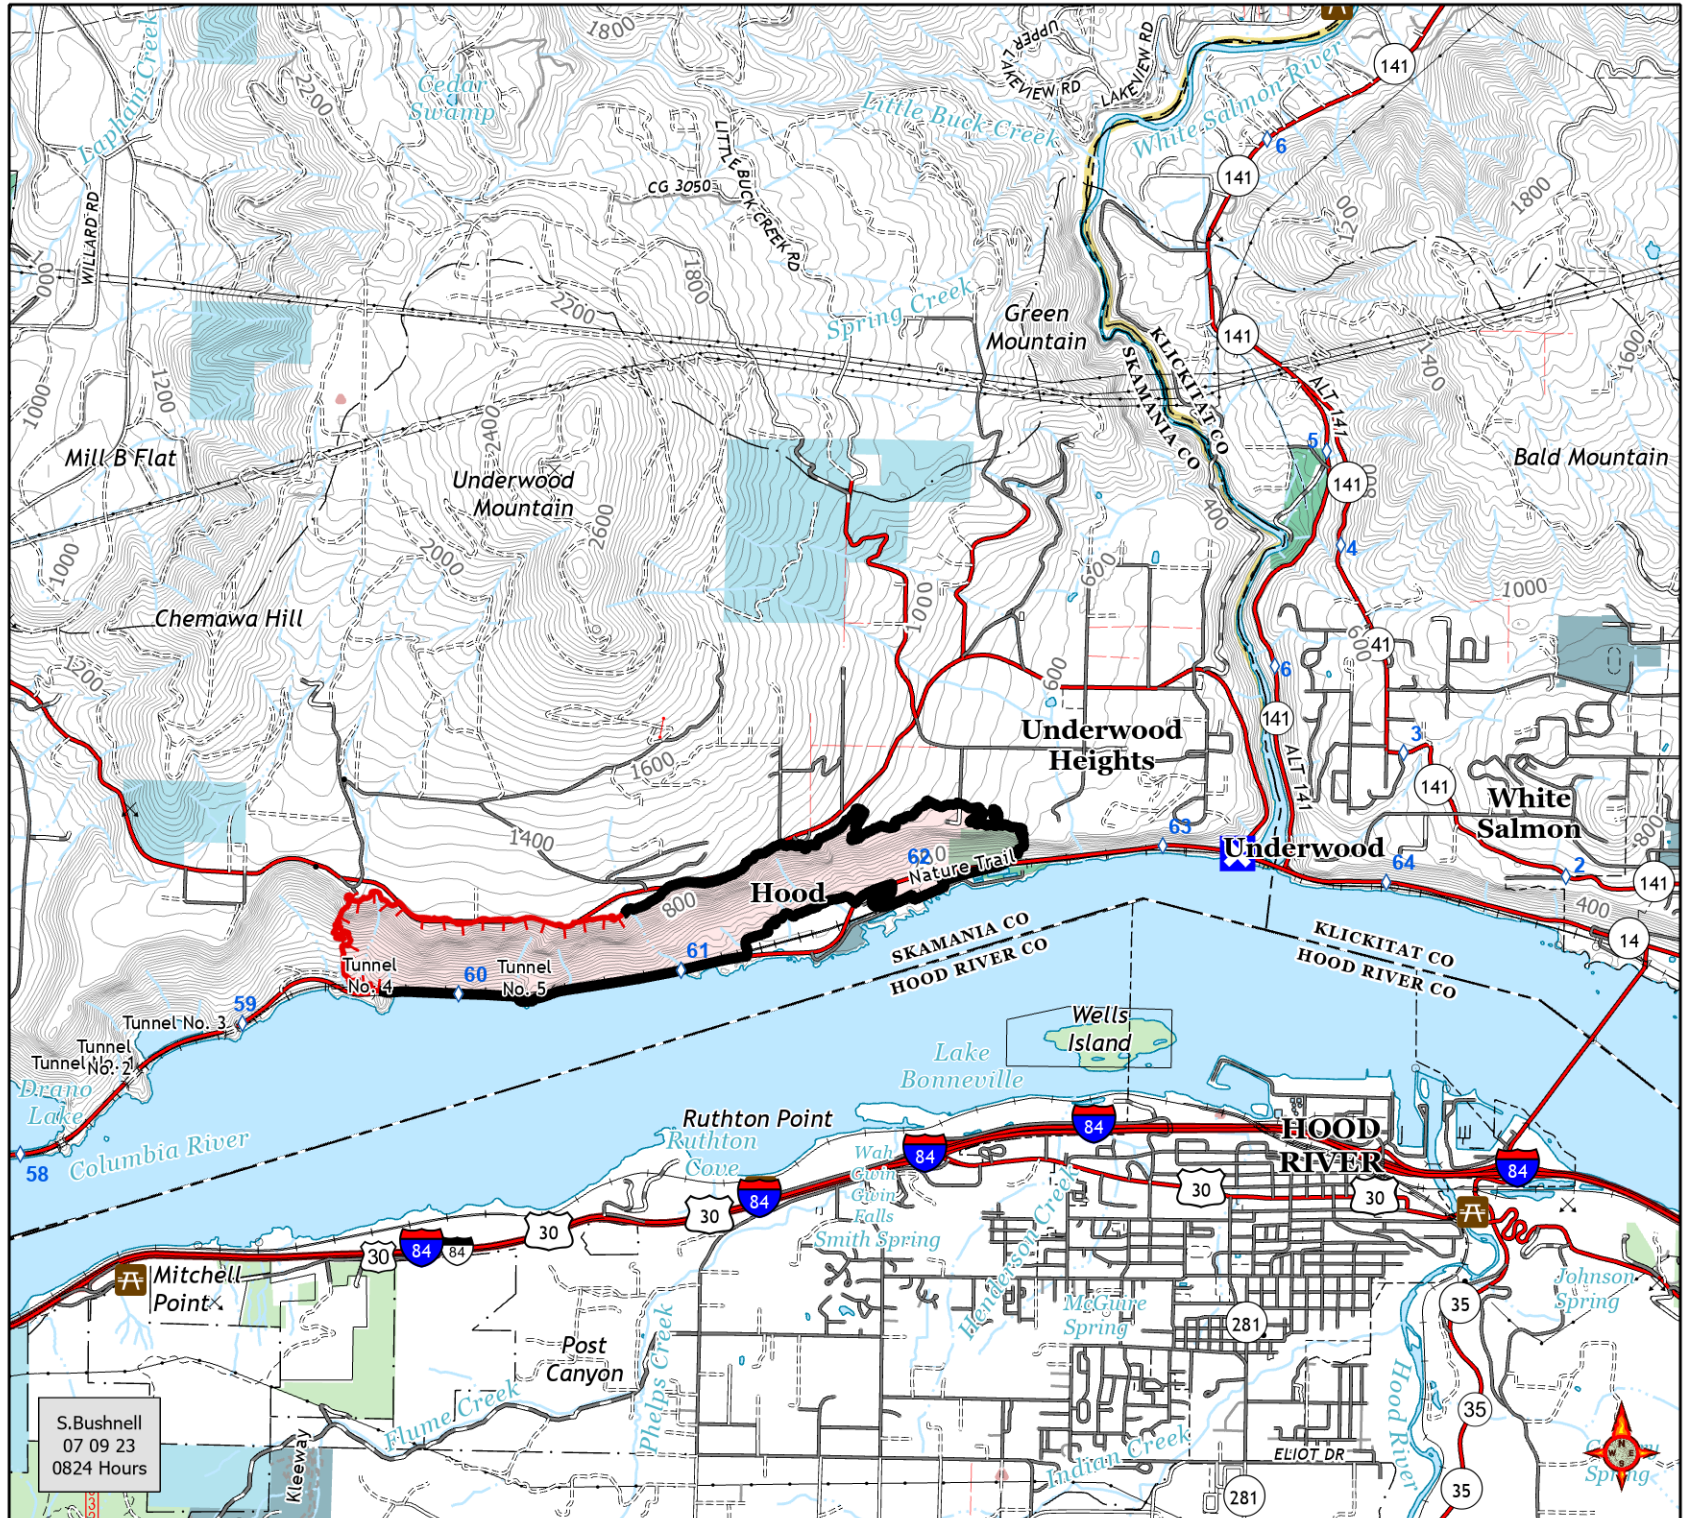 1800
UPPER LAKEVIEW RD
LAKEVIEW RD
141
Lapham Creek
2200
Cedar
Swamp
Little Buck Creek
White Salmon River
6
LITTLE BUCK CREEK RD
CG 3050
141
1800
WILLARD RD
1800
2200
Spring Creek
Green
Mountain
141
KLICKITAT CO
SKAMANIA CO
1400
1600
1000
1200
ALT 141
2400
5
Mill B Flat
Underwood
Mountain
Bald Mountain
141
800
400
2600
2000
1000
4
600
1000
1000
Chemawa Hill
600
41
1200
600
6
141
Underwood
Heights
3
ALT 141
1600
141
White
Salmon
1400
63
Underwood
800
62
Nature Trail
64
2
141
Hood
800
400
14
SKAMANIA CO
HOOD RIVER CO
KLICKITAT CO
HOOD RIVER CO
61
Tunnel
No. 4
60
Tunnel
No. 5
59
Tunnel No. 3
Tunnel
No. 2
Wells
Island
Drano
Lake
Lake
Bonneville
58
Columbia River
Ruthton Point
Ruthton
Cove
84
HOOD
RIVER
84
Wah
Gwin
Gwin
Falls
84
84
30
30
30
30
Smith Spring
30
84
84
Mitchell
Point
Henderson Creek
McGuire
Spring
Johnson
Spring
35
281
Post
Canyon
Phelps Creek
Flume Creek
Hood River
35
S.Bushnell
07 09 23
0824 Hours
Kleeway
Indian Creek
ELIOT DR
N
W
E
S
Spring
281
35